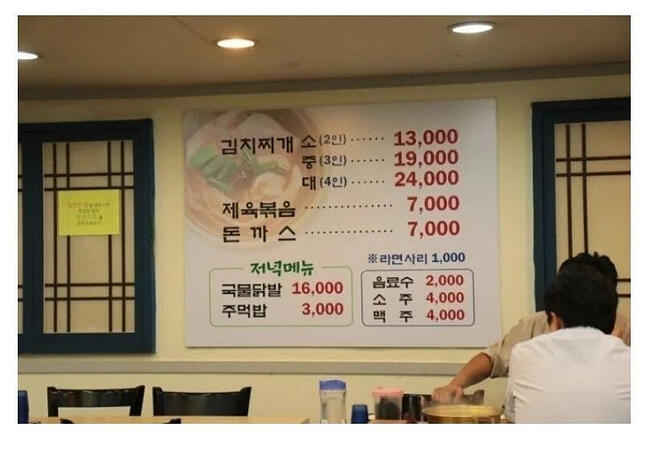 김치찌개 소 (2인) ······ 13,000
중 (3인) ······ 19,000
대 (4인) ······ 24,000
제육볶음 ·············· 7,000
돈까스 ·············· 7,000
※라면사리 1,000
저녁메뉴
국물닭발 16,000
주먹밥 3,000
음료수 2,000
소주 4,000
맥주 4,000